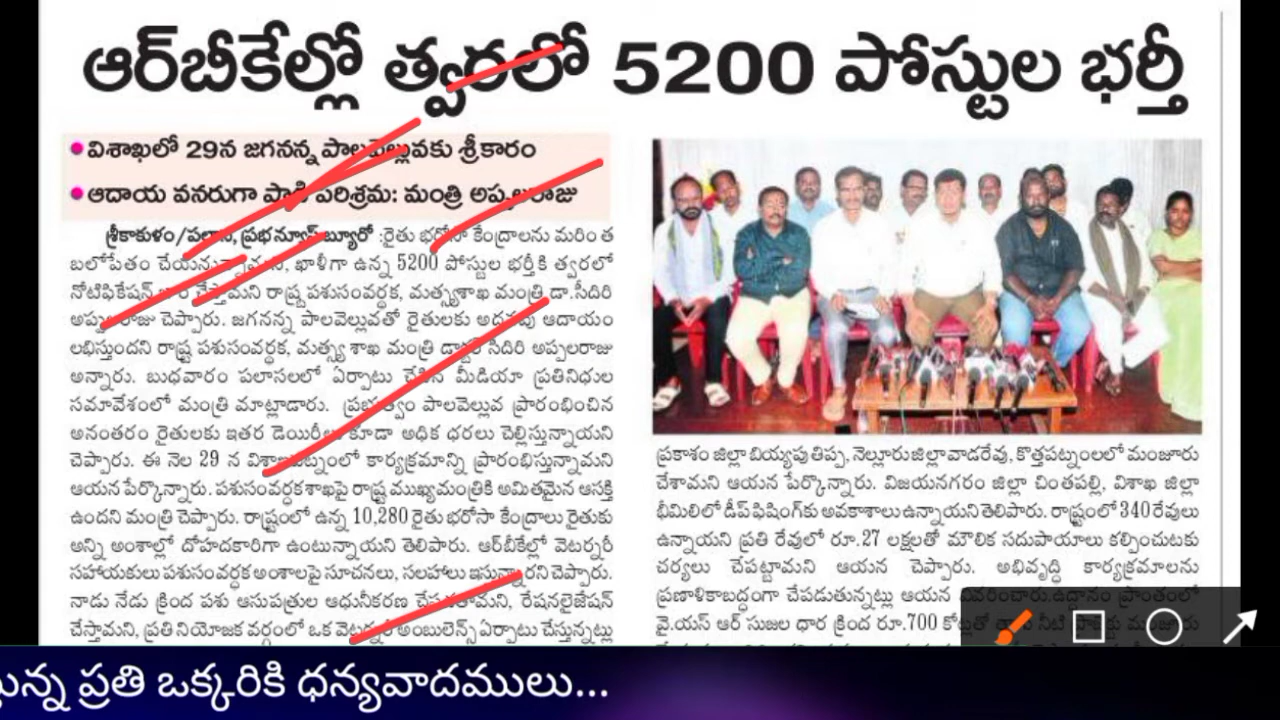 ఆర్‌బీకేల్లో త్వరలో 5200 పోస్టుల భర్తీ
విశాఖలో 29న జగనన్న పాలవెల్లువకు శ్రీకారం
ఆదాయ వనరుగా పాడి పరిశ్రమ: మంత్రి అప్పలరాజు
శ్రీకాకుళం/పలాస, ప్రభన్యూస్ బ్యూరో :రైతు భరోసా కేంద్రాలను మరింత
బలోపేతం చేయనున్నామని, ఖాళీగా ఉన్న 5200 పోస్టుల భర్తీకి త్వరలో
నోటిఫికేషన్ జారీ చేస్తామని రాష్ట్ర పశుసంవర్ధక, మత్స్యశాఖ మంత్రి డా.సీదిరి
అప్పలరాజు చెప్పారు. జగనన్న పాలవెల్లువతో రైతులకు అదనపు ఆదాయం
లభిస్తుందని రాష్ట్ర పశుసంవర్ధక, మత్స్య శాఖ మంత్రి డాక్టర్ సీదిరి అప్పలరాజు
అన్నారు. బుధవారం పలాసలలో ఏర్పాటు చేసిన మీడియా ప్రతినిధుల
సమావేశంలో మంత్రి మాట్లాడారు. ప్రభుత్వం పాలవెల్లువ ప్రారంభించిన
అనంతరం రైతులకు ఇతర డెయిరీలు కూడా అధిక ధరలు చెల్లిస్తున్నాయని
చెప్పారు. ఈ నెల 29 న విశాఖపట్నంలో కార్యక్రమాన్ని ప్రారంభిస్తున్నామని
ఆయన పేర్కొన్నారు. పశుసంవర్ధకశాఖపై రాష్ట్ర ముఖ్యమంత్రికి అమితమైన ఆసక్తి
ఉందని మంత్రి చెప్పారు. రాష్ట్రంలో ఉన్న 10,280 రైతు భరోసా కేంద్రాలు రైతుకు
అన్ని అంశాల్లో దోహదకారిగా ఉంటున్నాయని తెలిపారు. ఆర్‌బీకేల్లో వెటర్నరీ
సహాయకులు పశుసంవర్ధక అంశాలపై సూచనలు, సలహాలు ఇస్తున్నారని చెప్పారు.
నాడు నేడు క్రింద పశు ఆసుపత్రుల ఆధునీకరణ చేపడతామని, రేషనలైజేషన్
చేస్తామని, ప్రతి నియోజక వర్గంలో ఒక వెటర్నరీ అంబులెన్స్ ఏర్పాటు చేస్తున్నట్లు
ప్రకాశం జిల్లా బియ్యపుతిప్ప, నెల్లూరు జిల్లా వాడరేవు, కొత్తపట్నంలలో మంజూరు
చేశామని ఆయన పేర్కొన్నారు. విజయనగరం జిల్లా చింతపల్లి, విశాఖ జిల్లా
భీమిలిలో డీప్ ఫిషింగ్‌కు అవకాశాలు ఉన్నాయని తెలిపారు. రాష్ట్రంలో 340 రేవులు
ఉన్నాయని ప్రతి రేవులో రూ.27 లక్షలతో మౌలిక సదుపాయాలు కల్పించుటకు
చర్యలు చేపట్టామని ఆయన చెప్పారు. అభివృద్ధి కార్యక్రమాలను
ప్రణాళికాబద్ధంగా చేపడుతున్నట్లు ఆయన వివరించారు.ఉద్దానం ప్రాంతంలో
వై.యస్ ఆర్ సుజల ధార క్రింద రూ.700 కోట్లతో
న్న ప్రతి ఒక్కరికి ధన్యవాదములు...